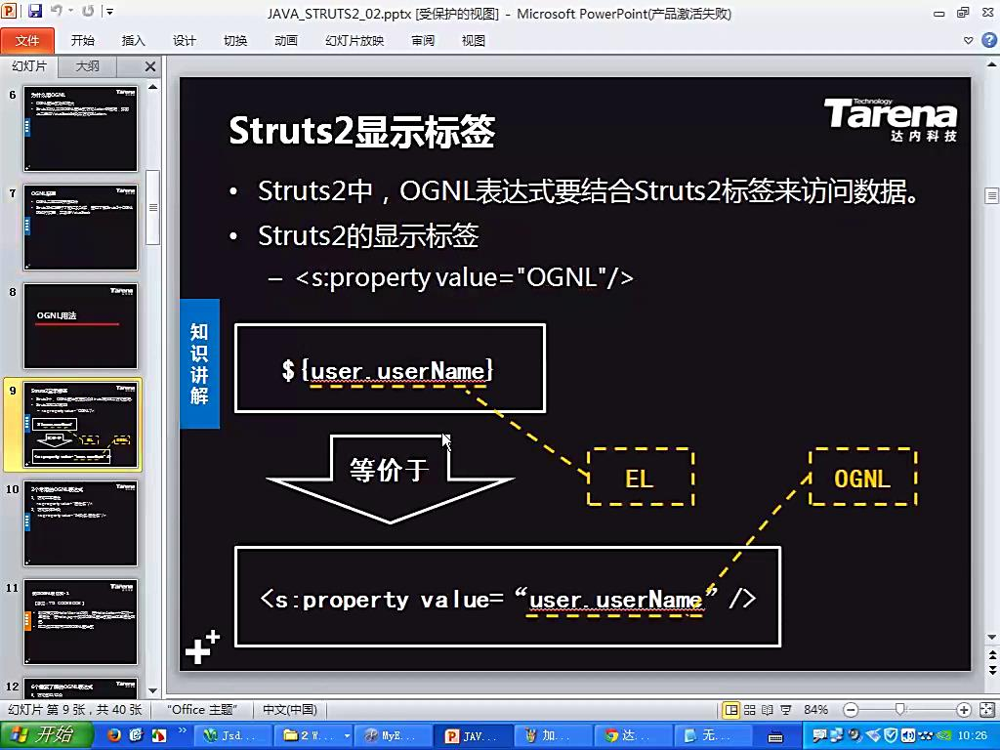 JAVA_STRUTS2_02.pptx [受保护的视图] - Microsoft PowerPoint(产品激活失败)
文件 开始 插入 设计 切换 动画 幻灯片放映 审阅 视图
幻灯片 大纲
6
7
8
OGNL用法
9
10
11
12
Struts2显示标签
Technology
Tarena
达内科技
• Struts2中，OGNL表达式要结合Struts2标签来访问数据。
• Struts2的显示标签
– <s:property value="OGNL"/>
知识讲解
${user.userName}
等价于
EL
OGNL
<s:property value=“user.userName” />
幻灯片 第 9 张，共 40 张 "Office 主题" 中文(中国) 84%
开始 Jsd... 2 W... MyE... JAV... 加... 达... 无... 10:26